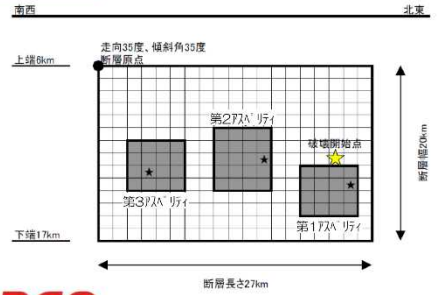 南西 北東
上端6km
走向35度、傾斜角35度
断層原点
第2アスペリティ
破壊開始点
第3アスペリティ
第1アスペリティ
断層幅20km
下端17km
断層長さ27km